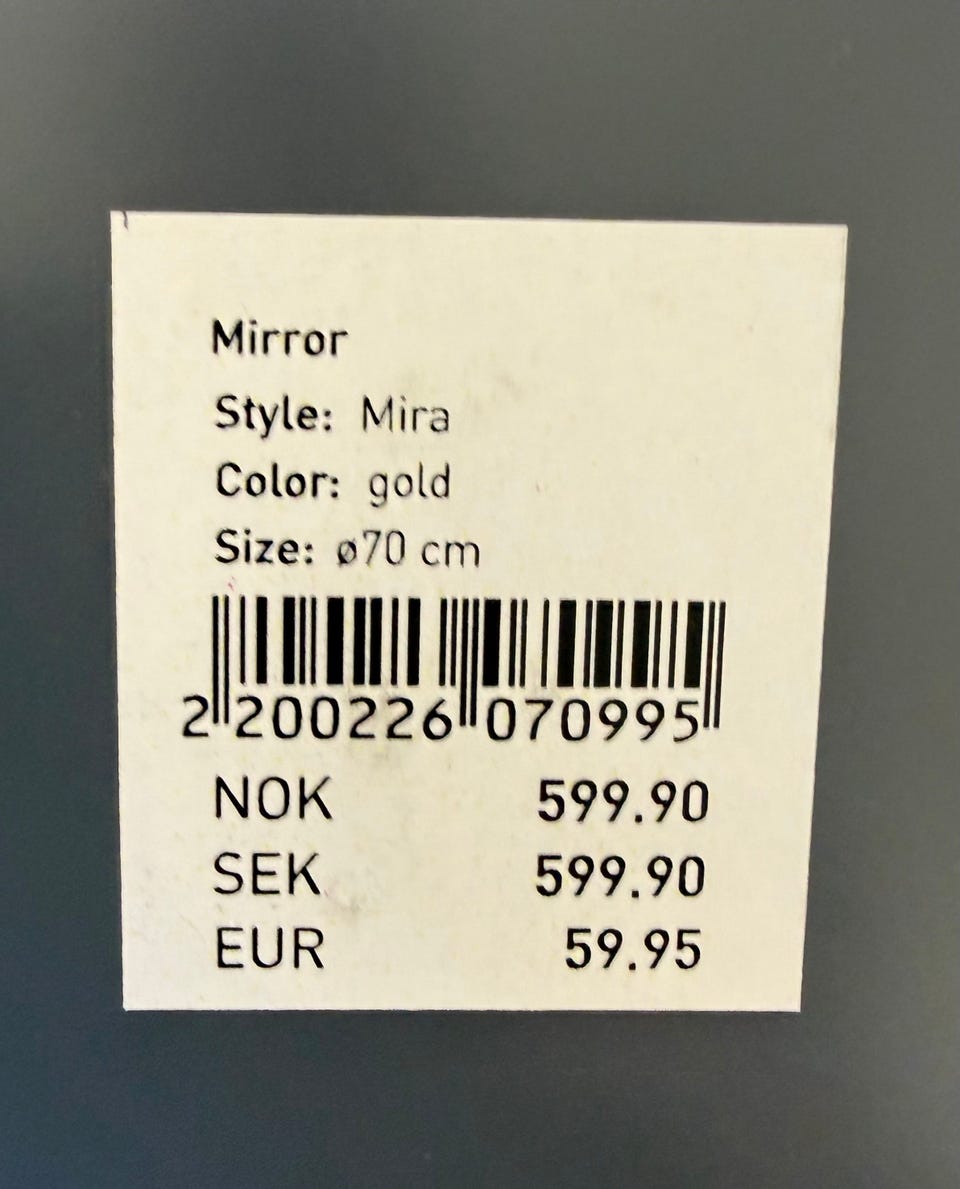 Mirror
Style: Mira
Color: gold
Size: ø70 cm
2 200226 070995
NOK 599.90
SEK 599.90
EUR 59.95